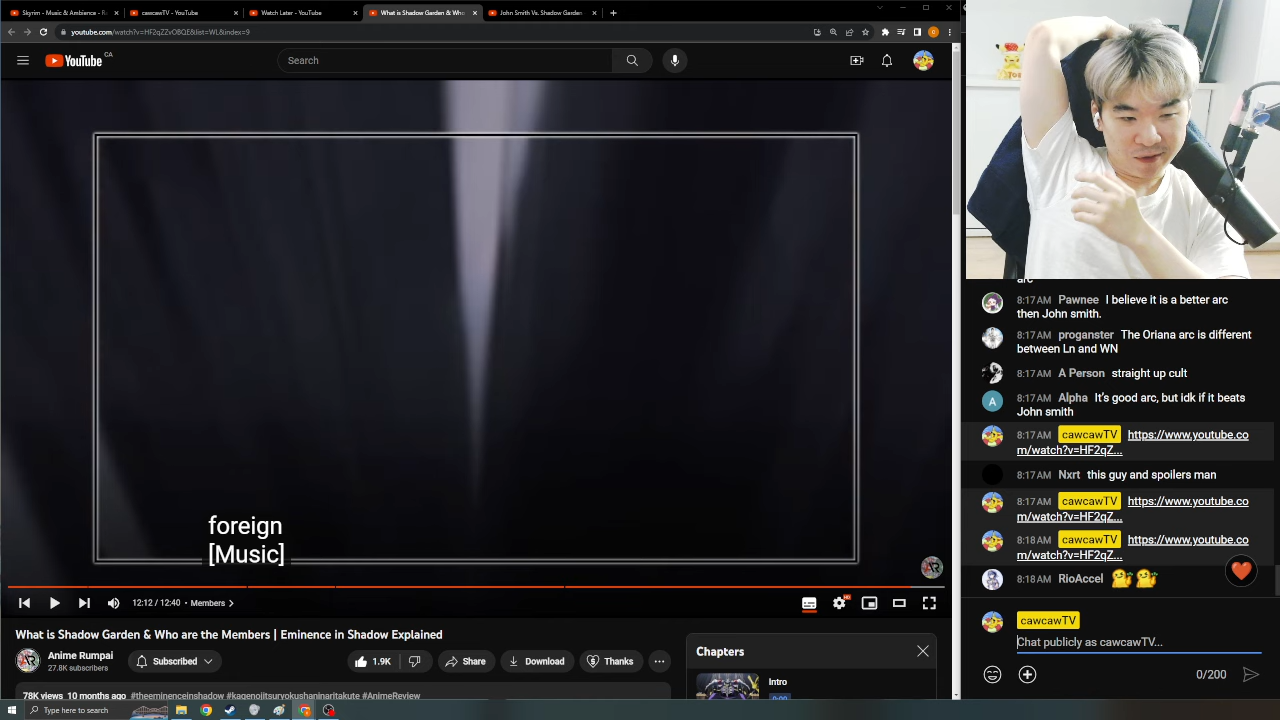 Skyrim - Music & Ambience - R
cawcawTV - YouTube
Watch Later - YouTube
What is Shadow Garden & Who
John Smith Vs. Shadow Garden
youtube.com/watch?v=HF2qZZvOBQE&list=WL&index=9
YouTube CA
Search
foreign
[Music]
12:12 / 12:40 • Members
HD
What is Shadow Garden & Who are the Members | Eminence in Shadow Explained
Anime Rumpai
27.8K subscribers
Subscribed
1.9K
Share
Download
Thanks
78K views 10 months ago #theeminenceinshadow #kagenojitsuryokushaninaritakute #AnimeReview
Chapters
Intro
0:00
Type here to search
arc
8:17 AM Pawnee I believe it is a better arc
then John smith.
8:17 AM proganster The Oriana arc is different
between Ln and WN
8:17 AM A Person straight up cult
8:17 AM Alpha It's good arc, but idk if it beats
John smith
8:17 AM cawcawTV https://www.youtube.co
m/watch?v=HF2qZ...
8:17 AM Nxrt this guy and spoilers man
8:17 AM cawcawTV https://www.youtube.co
m/watch?v=HF2qZ...
8:18 AM cawcawTV https://www.youtube.co
m/watch?v=HF2qZ...
8:18 AM RioAccel
cawcawTV
Chat publicly as cawcawTV...
0/200